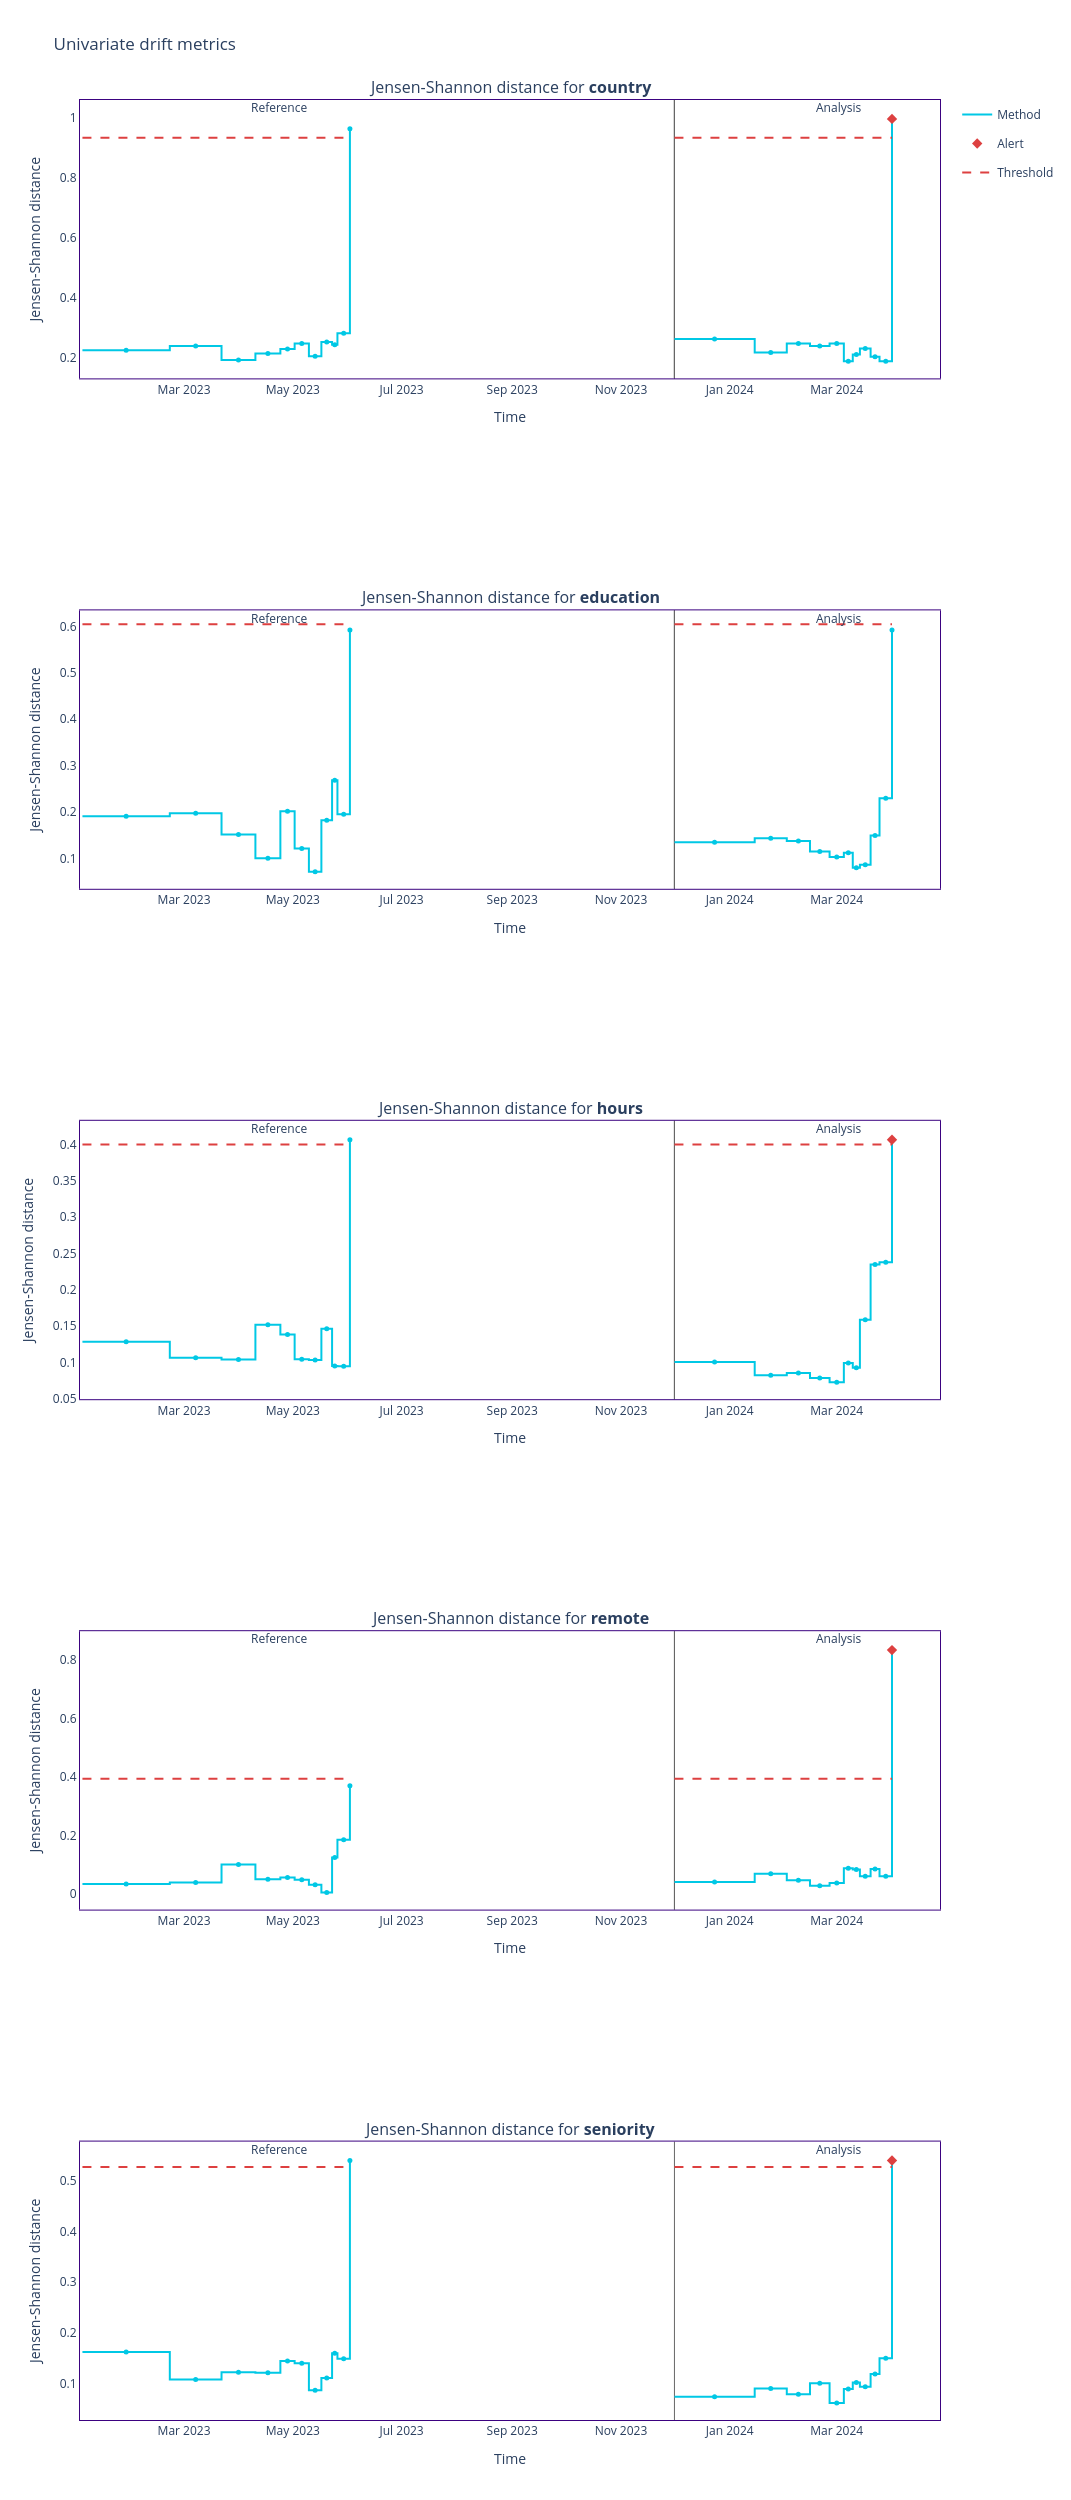 Univariate drift metrics
Jensen-Shannon distance for country
Reference
Analysis
1
0.8
0.6
0.4
0.2
Jensen-Shannon distance
Mar 2023
May 2023
Jul 2023
Sep 2023
Nov 2023
Jan 2024
Mar 2024
Time
Method
Alert
Threshold
Jensen-Shannon distance for education
Reference
Analysis
0.6
0.5
0.4
0.3
0.2
0.1
Jensen-Shannon distance
Mar 2023
May 2023
Jul 2023
Sep 2023
Nov 2023
Jan 2024
Mar 2024
Time
Jensen-Shannon distance for hours
Reference
Analysis
0.4
0.35
0.3
0.25
0.2
0.15
0.1
0.05
Jensen-Shannon distance
Mar 2023
May 2023
Jul 2023
Sep 2023
Nov 2023
Jan 2024
Mar 2024
Time
Jensen-Shannon distance for remote
Reference
Analysis
0.8
0.6
0.4
0.2
0
Jensen-Shannon distance
Mar 2023
May 2023
Jul 2023
Sep 2023
Nov 2023
Jan 2024
Mar 2024
Time
Jensen-Shannon distance for seniority
Reference
Analysis
0.5
0.4
0.3
0.2
0.1
Jensen-Shannon distance
Mar 2023
May 2023
Jul 2023
Sep 2023
Nov 2023
Jan 2024
Mar 2024
Time